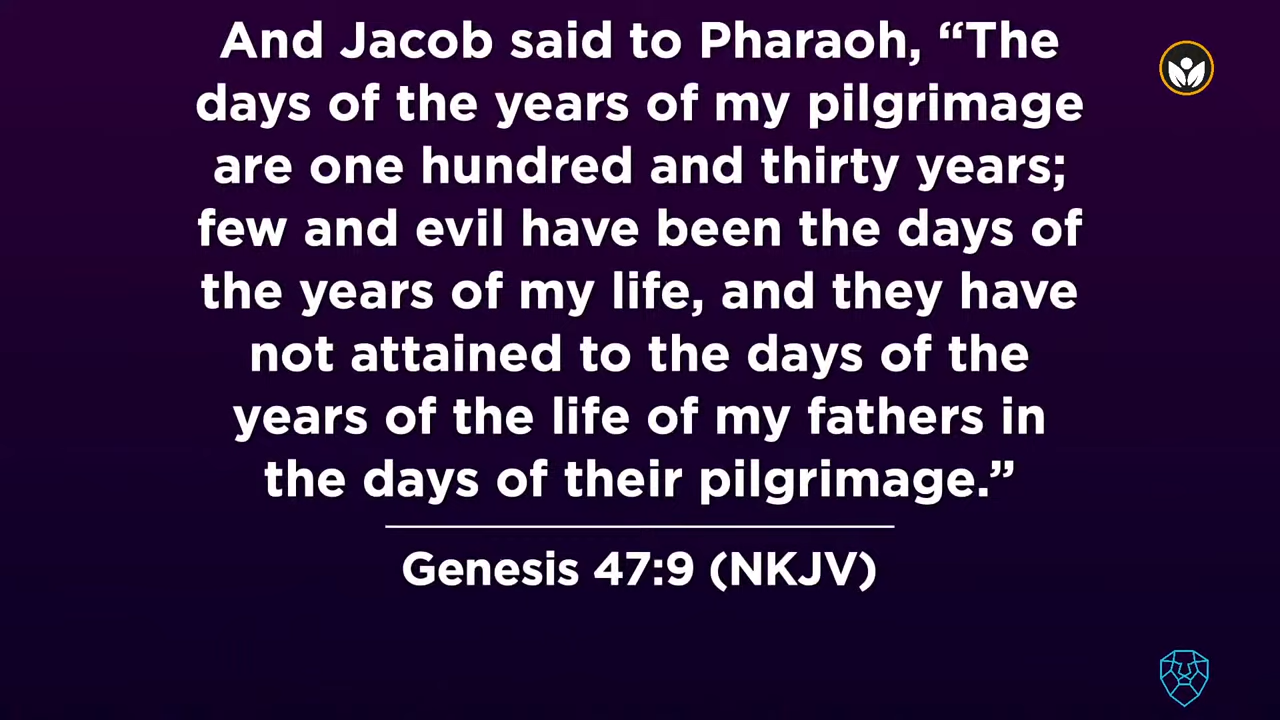 And Jacob said to Pharaoh, “The
days of the years of my pilgrimage
are one hundred and thirty years;
few and evil have been the days of
the years of my life, and they have
not attained to the days of the
years of the life of my fathers in
the days of their pilgrimage.”
Genesis 47:9 (NKJV)